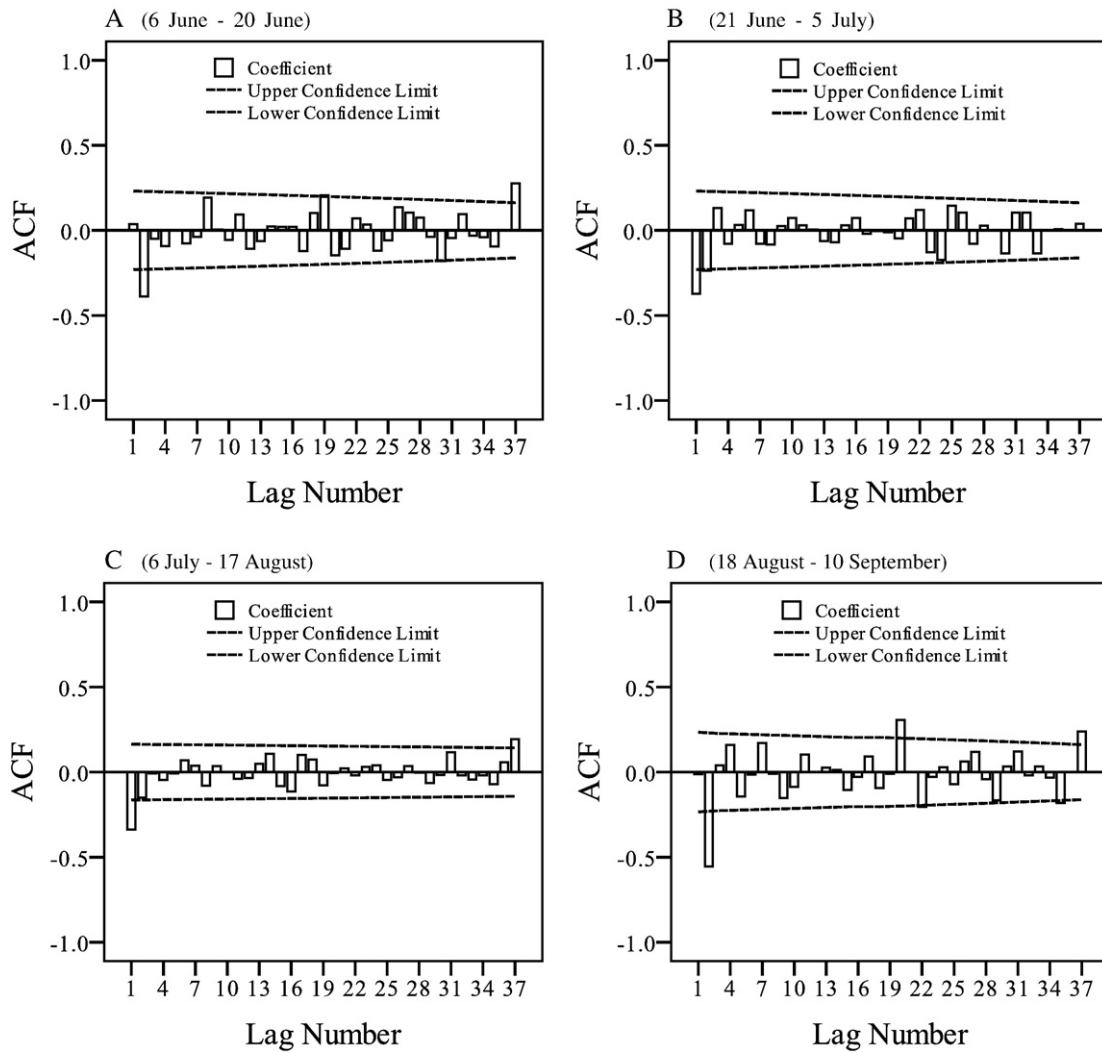 A (6 June - 20 June)
1.0
0.5
0.0
-0.5
-1.0
ACF
Coefficient
Upper Confidence Limit
Lower Confidence Limit
1 4 7 10 13 16 19 22 25 28 31 34 37
Lag Number
B (21 June - 5 July)
1.0
0.5
0.0
-0.5
-1.0
ACF
Coefficient
Upper Confidence Limit
Lower Confidence Limit
1 4 7 10 13 16 19 22 25 28 31 34 37
Lag Number
C (6 July - 17 August)
1.0
0.5
0.0
-0.5
-1.0
ACF
Coefficient
Upper Confidence Limit
Lower Confidence Limit
1 4 7 10 13 16 19 22 25 28 31 34 37
Lag Number
D (18 August - 10 September)
1.0
0.5
0.0
-0.5
-1.0
ACF
Coefficient
Upper Confidence Limit
Lower Confidence Limit
1 4 7 10 13 16 19 22 25 28 31 34 37
Lag Number